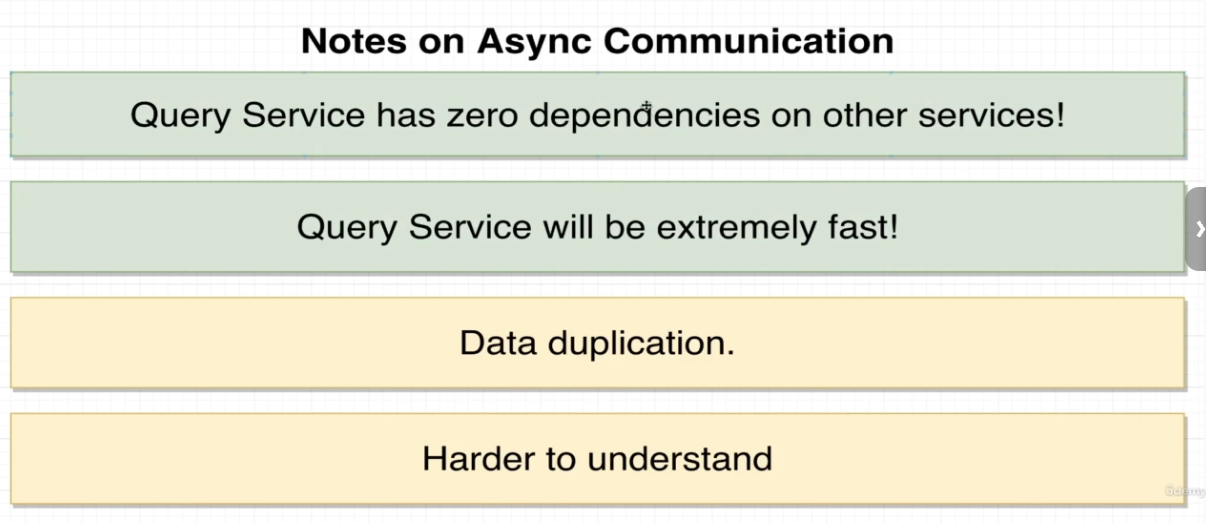 Notes on Async Communication
Query Service has zero dependencies on other services!
Query Service will be extremely fast!
Data duplication.
Harder to understand
ûdemy